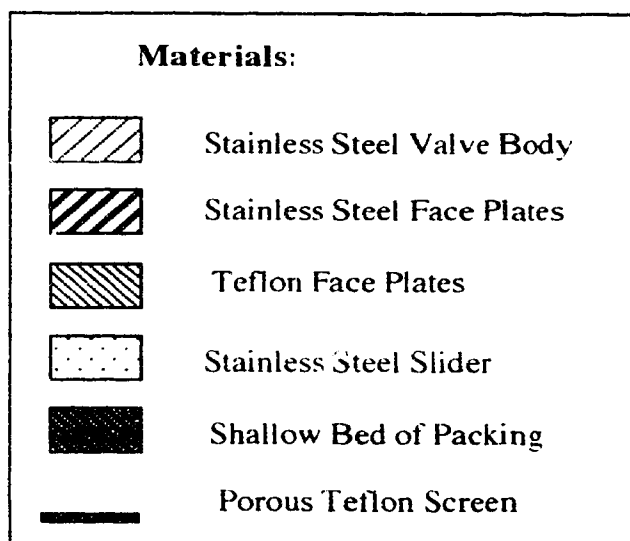 Materials:
Stainless Steel Valve Body
Stainless Steel Face Plates
Teflon Face Plates
Stainless Steel Slider
Shallow Bed of Packing
Porous Teflon Screen